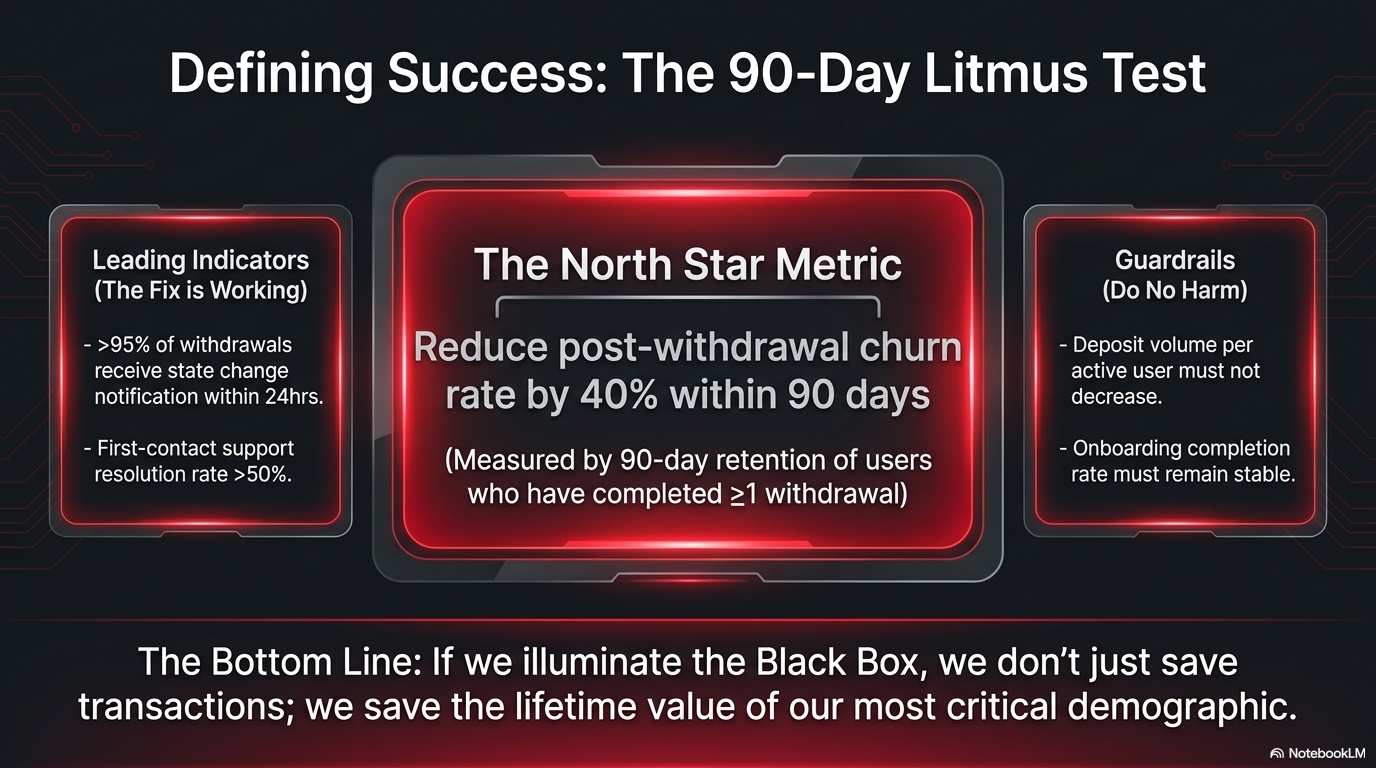 Defining Success: The 90-Day Litmus Test
Leading Indicators
(The Fix is Working)
- >95% of withdrawals
receive state change
notification within 24hrs.
- First-contact support
resolution rate >50%.
The North Star Metric
Reduce post-withdrawal churn
rate by 40% within 90 days
(Measured by 90-day retention of users
who have completed ≥1 withdrawal)
Guardrails
(Do No Harm)
- Deposit volume per
active user must not
decrease.
- Onboarding completion
rate must remain stable.
The Bottom Line: If we illuminate the Black Box, we don’t just save
transactions; we save the lifetime value of our most critical demographic.
NotebookLM